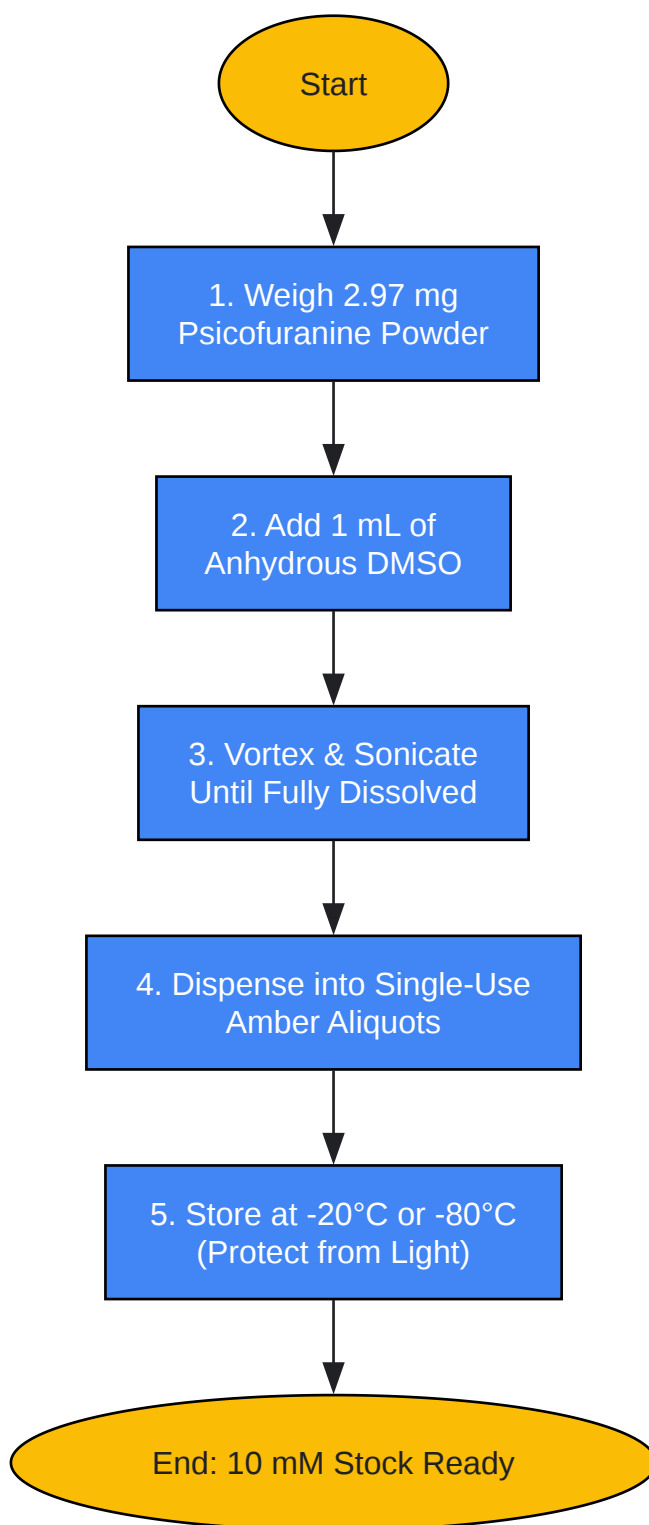 Start
1. Weigh 2.97 mg
Psicofuranine Powder
2. Add 1 mL of
Anhydrous DMSO
3. Vortex & Sonicate
Until Fully Dissolved
4. Dispense into Single-Use
Amber Aliquots
5. Store at -20°C or -80°C
(Protect from Light)
End: 10 mM Stock Ready